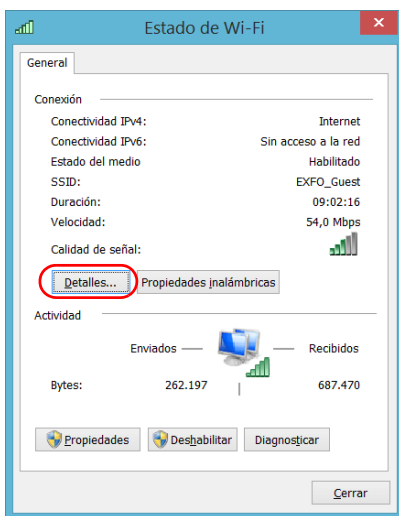 Estado de Wi-Fi
General
Conexión
Conectividad IPv4: Internet
Conectividad IPv6: Sin acceso a la red
Estado del medio Habilitado
SSID: EXFO_Guest
Duración: 09:02:16
Velocidad: 54,0 Mbps
Calidad de señal:
Detalles... Propiedades inalámbricas
Actividad
Enviados Recibidos
Bytes: 262.197 687.470
Propiedades Deshabilitar Diagnosticar
Cerrar